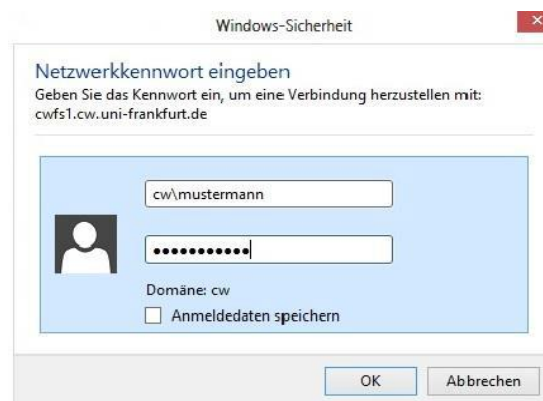 Windows-Sicherheit
Netzwerkkennwort eingeben
Geben Sie das Kennwort ein, um eine Verbindung herzustellen mit:
cwfs1.cw.uni-frankfurt.de
cw\mustermann
●●●●●●●●●●●
Domäne: cw
Anmeldedaten speichern
OK
Abbrechen